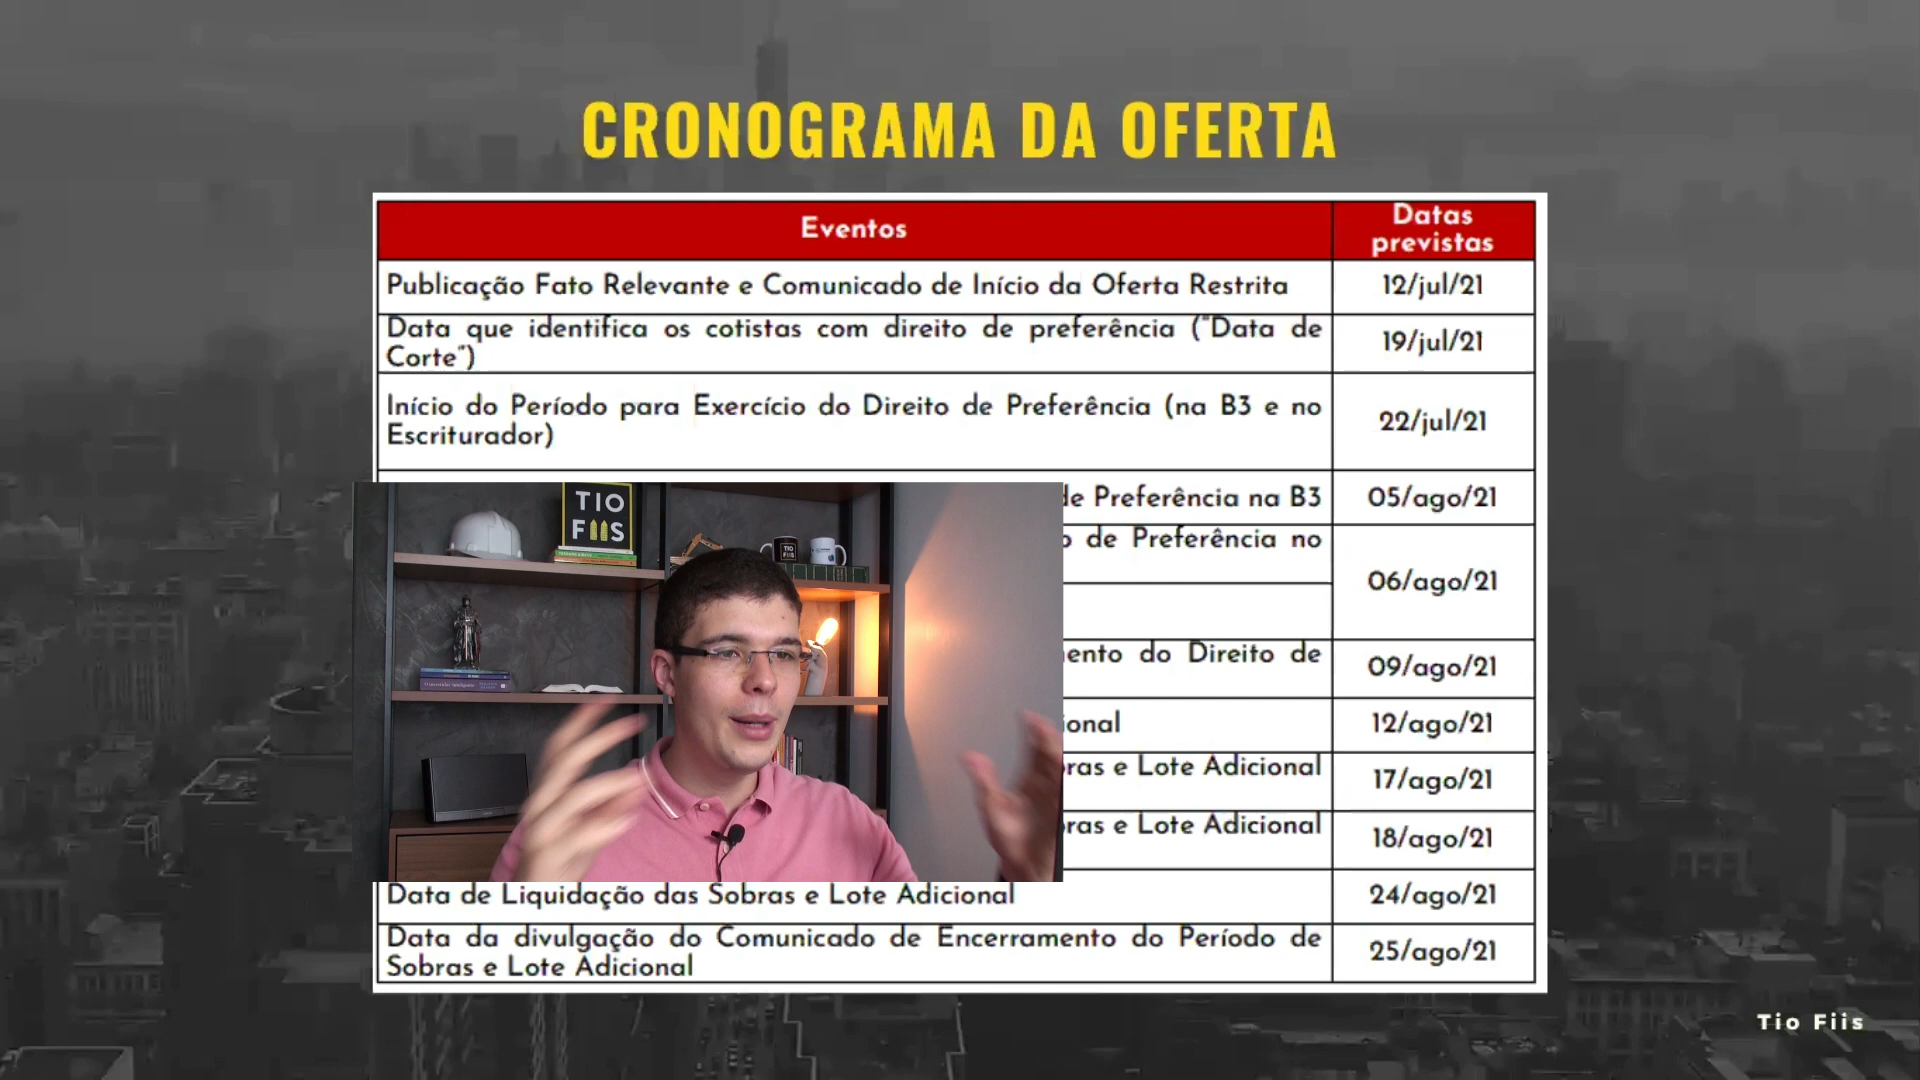 CRONOGRAMA DA OFERTA
Eventos
Datas
previstas
Publicação Fato Relevante e Comunicado de Início da Oferta Restrita
12/jul/21
Data que identifica os cotistas com direito de preferência ("Data de
Corte")
19/jul/21
Início do Período para Exercício do Direito de Preferência (na B3 e no
Escriturador)
22/jul/21
de Preferência na B3
05/ago/21
de Preferência no
06/ago/21
do Direito de
09/ago/21
12/ago/21
e Lote Adicional
17/ago/21
e Lote Adicional
18/ago/21
Data de Liquidação das Sobras e Lote Adicional
24/ago/21
Data da divulgação do Comunicado de Encerramento do Período de
Sobras e Lote Adicional
25/ago/21
TIO
FIIS
TIO
FIIS
Tio Fiis